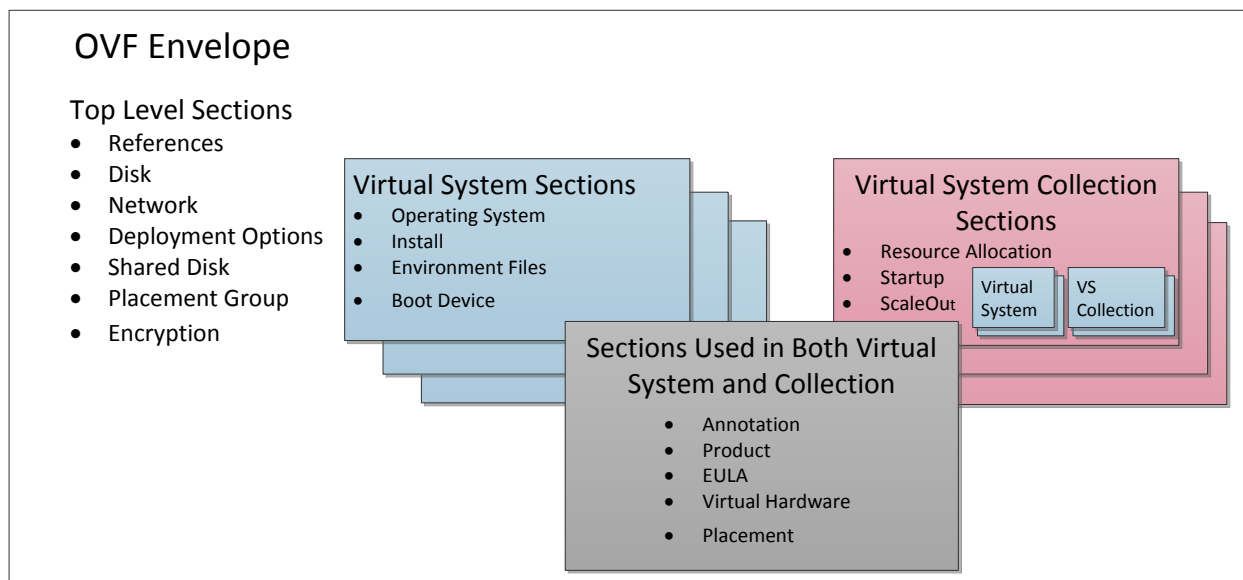 OVF Envelope
Top Level Sections
• References
• Disk
• Network
• Deployment Options
• Shared Disk
• Placement Group
• Encryption
Virtual System Sections
• Operating System
• Install
• Environment Files
• Boot Device
Virtual System Collection
Sections
• Resource Allocation
• Startup
• ScaleOut
Virtual
System
VS
Collection
Sections Used in Both Virtual
System and Collection
• Annotation
• Product
• EULA
• Virtual Hardware
• Placement